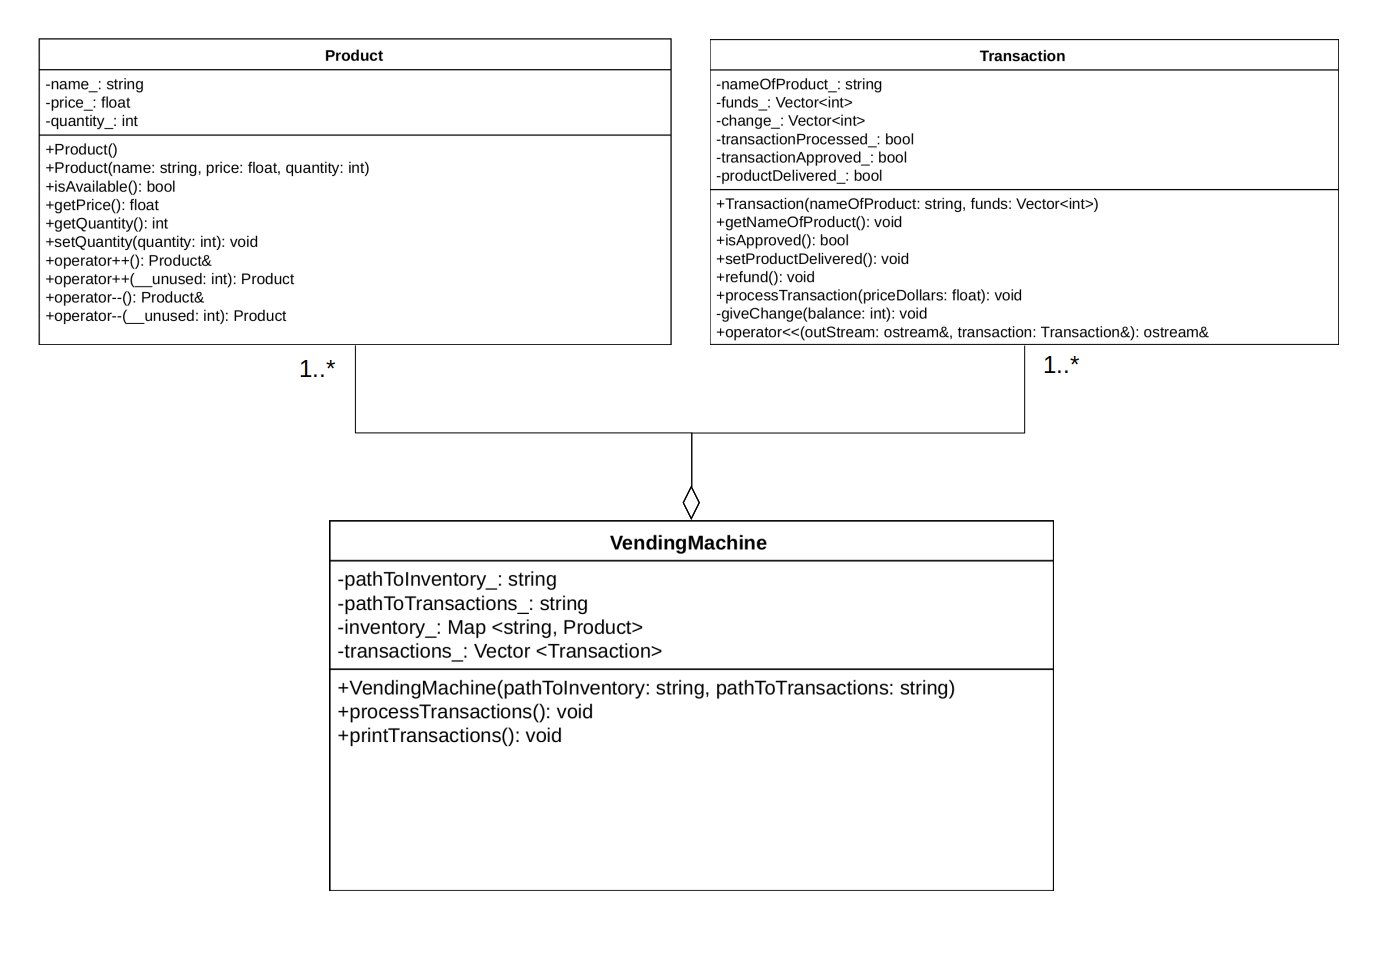 Product
-name_: string
-price_: float
-quantity_: int
+Product()
+Product(name: string, price: float, quantity: int)
+isAvailable(): bool
+getPrice(): float
+getQuantity(): int
+setQuantity(quantity: int): void
+operator++(): Product&
+operator++(__unused: int): Product
+operator--(): Product&
+operator--(__unused: int): Product
1..*
Transaction
-nameOfProduct_: string
-funds_: Vector<int>
-change_: Vector<int>
-transactionProcessed_: bool
-transactionApproved_: bool
-productDelivered_: bool
+Transaction(nameOfProduct: string, funds: Vector<int>)
+getNameOfProduct(): void
+isApproved(): bool
+setProductDelivered(): void
+refund(): void
+processTransaction(priceDollars: float): void
-giveChange(balance: int): void
+operator<<(outStream: ostream&, transaction: Transaction&): ostream&
1..*
VendingMachine
-pathToInventory_: string
-pathToTransactions_: string
-inventory_: Map <string, Product>
-transactions_: Vector <Transaction>
+VendingMachine(pathToInventory: string, pathToTransactions: string)
+processTransactions(): void
+printTransactions(): void